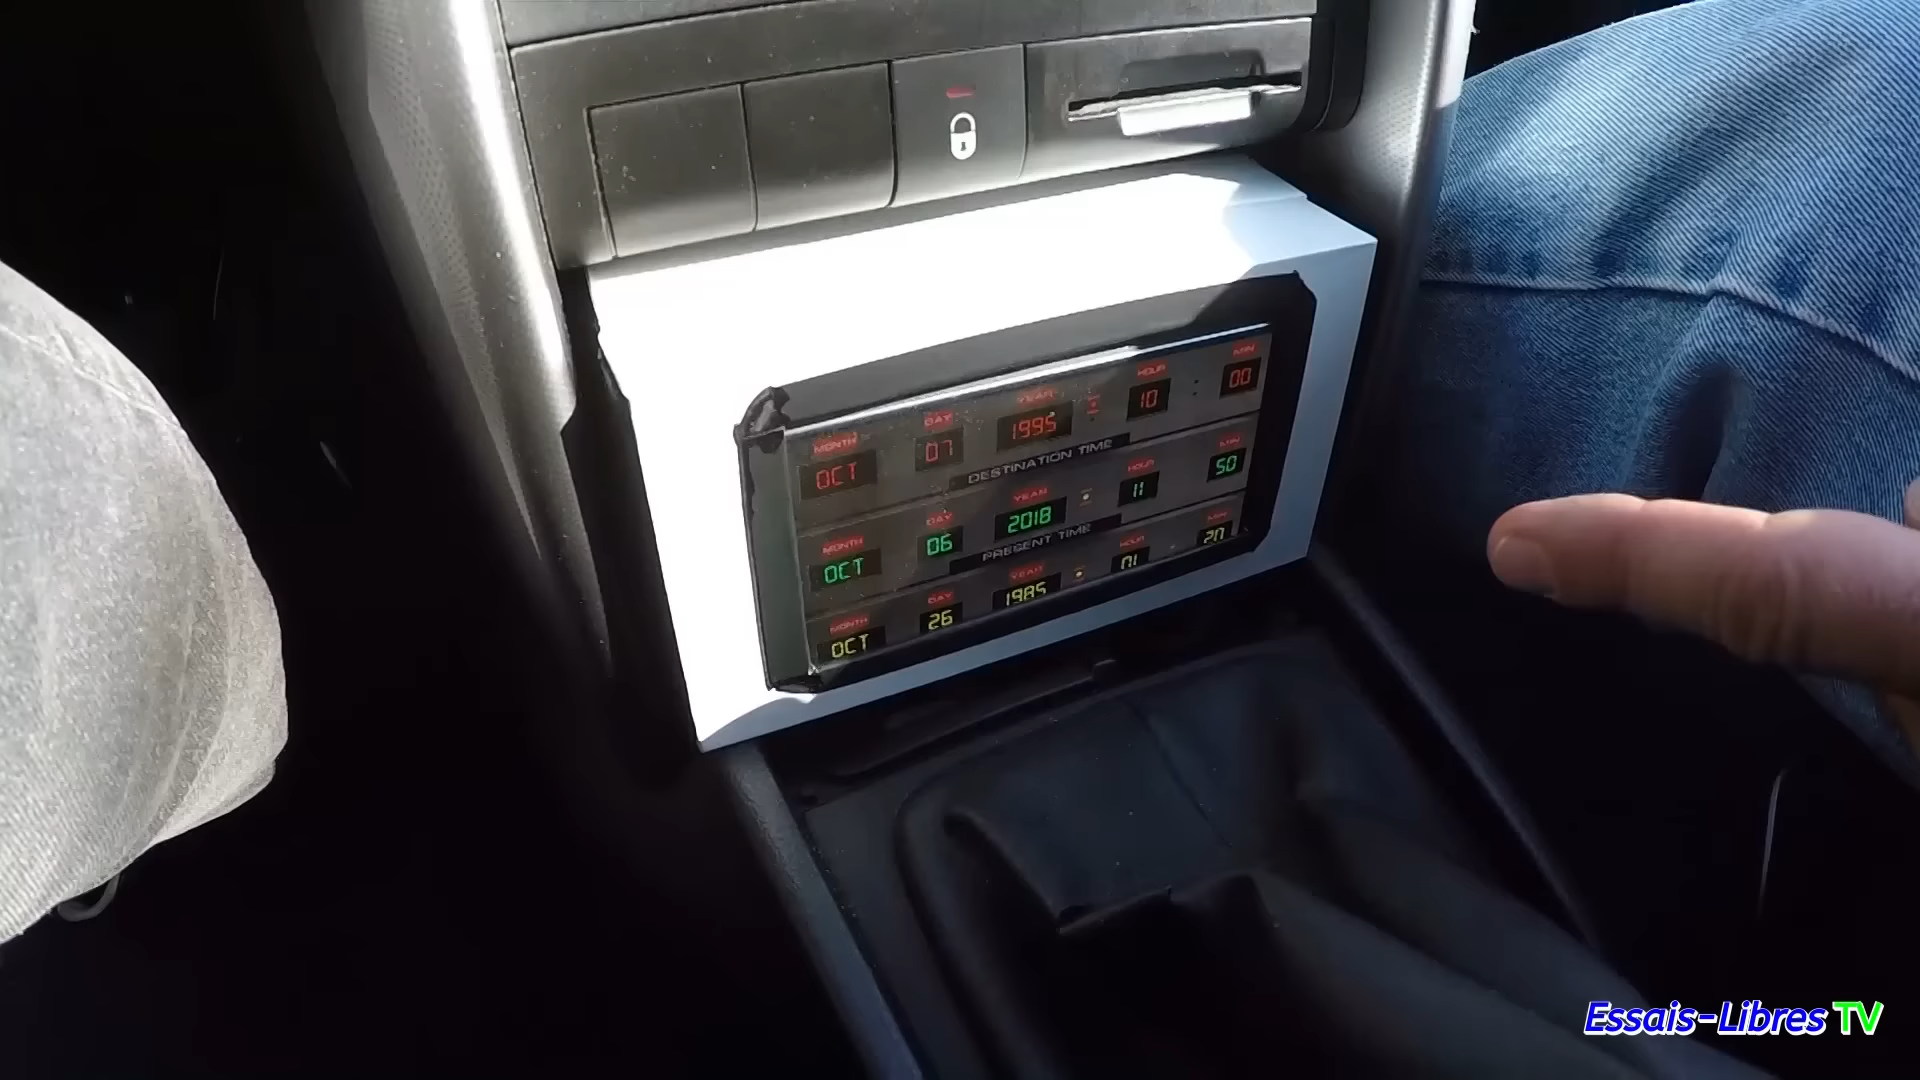 MONTH DAY YEAR HOUR MIN
OCT 07 1995 10 : 00
DESTINATION TIME
MONTH DAY YEAR HOUR MIN
OCT 06 2018 11 50
PRESENT TIME
MONTH DAY YEAR HOUR MIN
OCT 26 1985 01
Essais-Libres TV